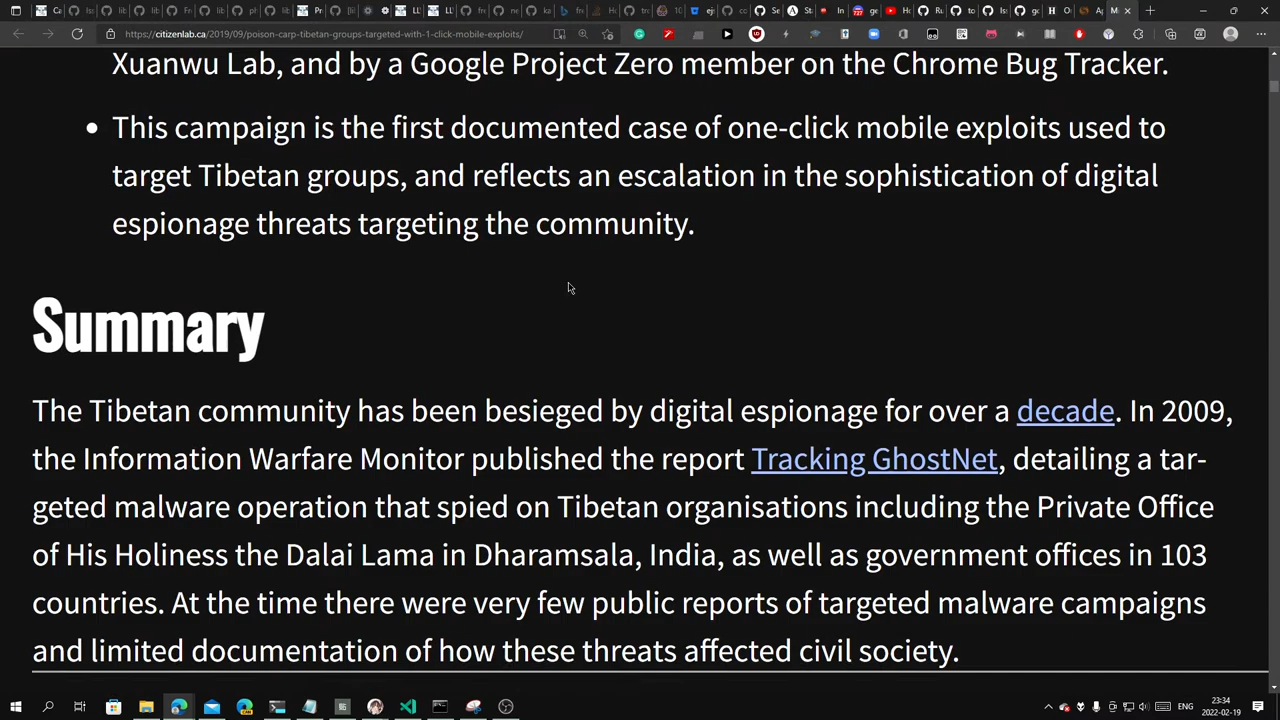 https://citizenlab.ca/2019/09/poison-carp-tibetan-groups-targeted-with-1-click-mobile-exploits/
Xuanwu Lab, and by a Google Project Zero member on the Chrome Bug Tracker.
• This campaign is the first documented case of one-click mobile exploits used to
target Tibetan groups, and reflects an escalation in the sophistication of digital
espionage threats targeting the community.
Summary
The Tibetan community has been besieged by digital espionage for over a decade. In 2009,
the Information Warfare Monitor published the report Tracking GhostNet, detailing a tar-
geted malware operation that spied on Tibetan organisations including the Private Office
of His Holiness the Dalai Lama in Dharamsala, India, as well as government offices in 103
countries. At the time there were very few public reports of targeted malware campaigns
and limited documentation of how these threats affected civil society.
ENG
23:34
2022-02-19